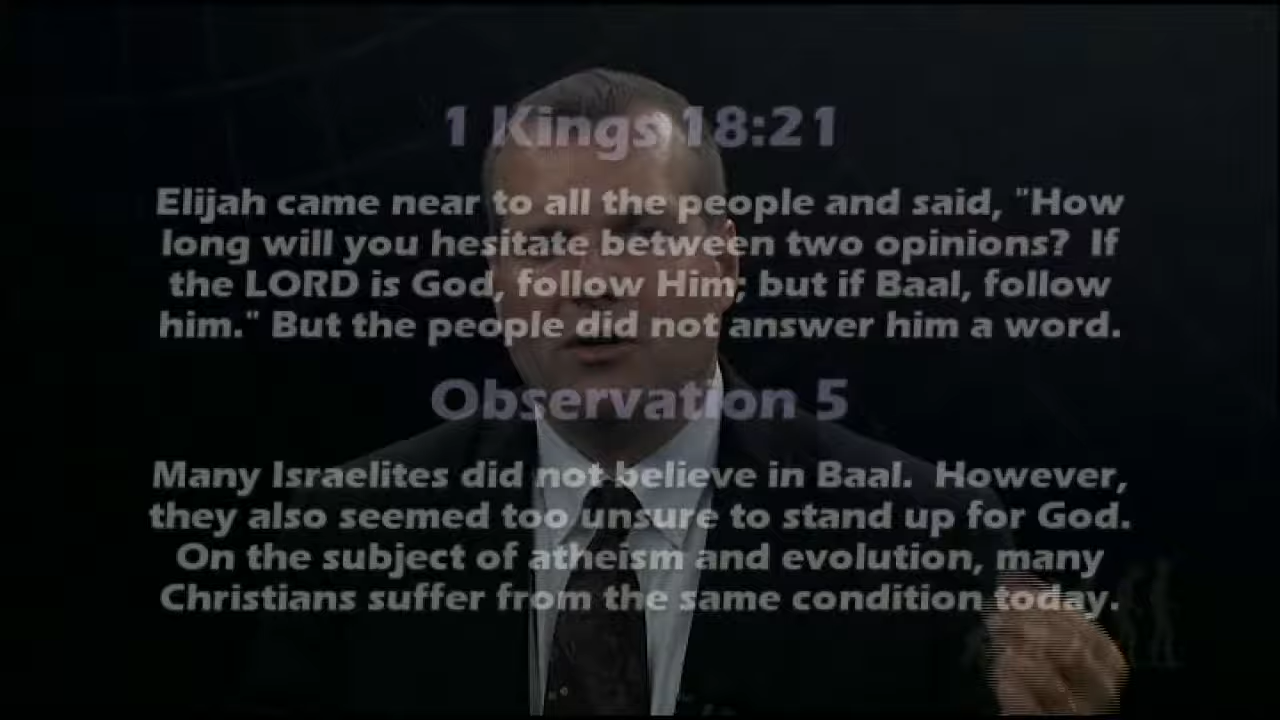 1 Kings 18:21
Elijah came near to all the people and said, "How
long will you hesitate between two opinions?  If
the LORD is God, follow Him; but if Baal, follow
him." But the people did not answer him a word.
Observation 5
Many Israelites did not believe in Baal.  However,
they also seemed too unsure to stand up for God.
On the subject of atheism and evolution, many
Christians suffer from the same condition today.